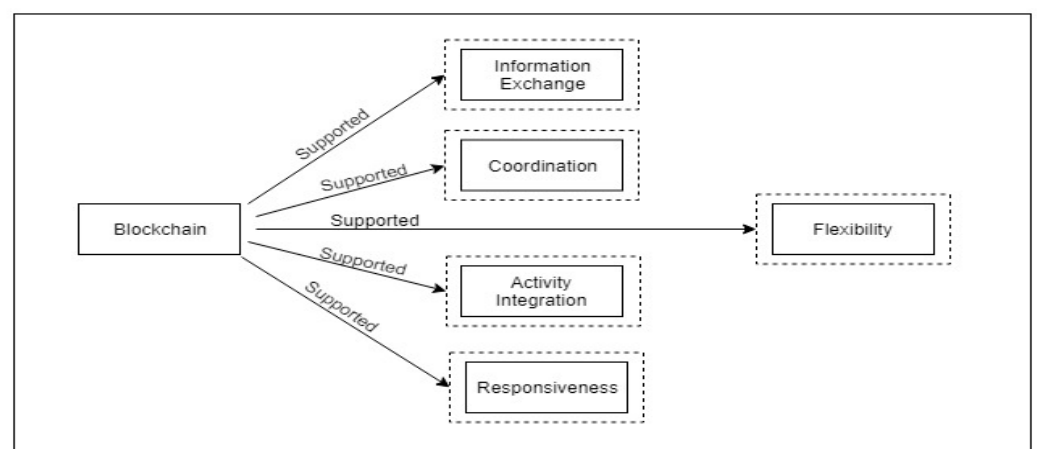 Information
Exchange
Supported
Coordination
Supported
Supported
Blockchain
Flexibility
Supported
Activity
Integration
Supported
Responsiveness